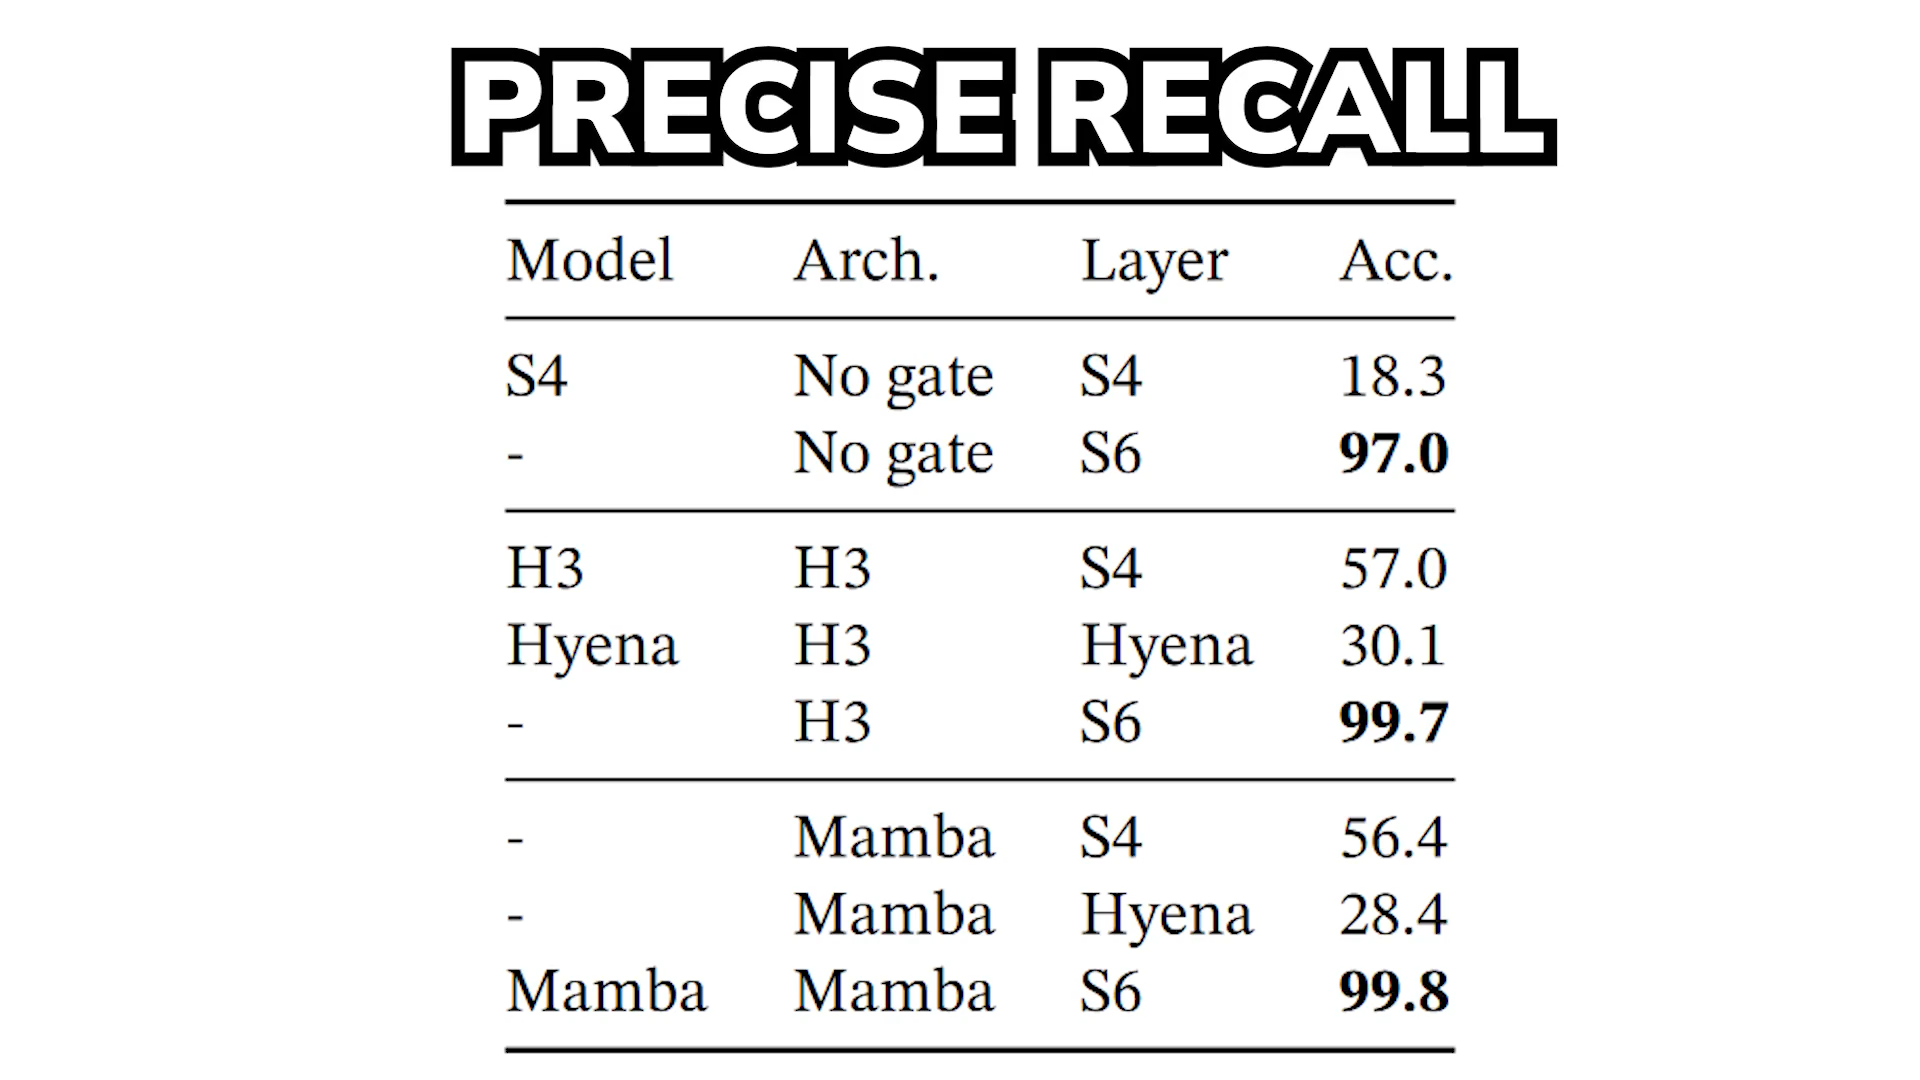 PRECISE RECALL
Model Arch. Layer Acc.
S4 No gate S4 18.3
- No gate S6 97.0
H3 H3 S4 57.0
Hyena H3 Hyena 30.1
- H3 S6 99.7
- Mamba S4 56.4
- Mamba Hyena 28.4
Mamba Mamba S6 99.8